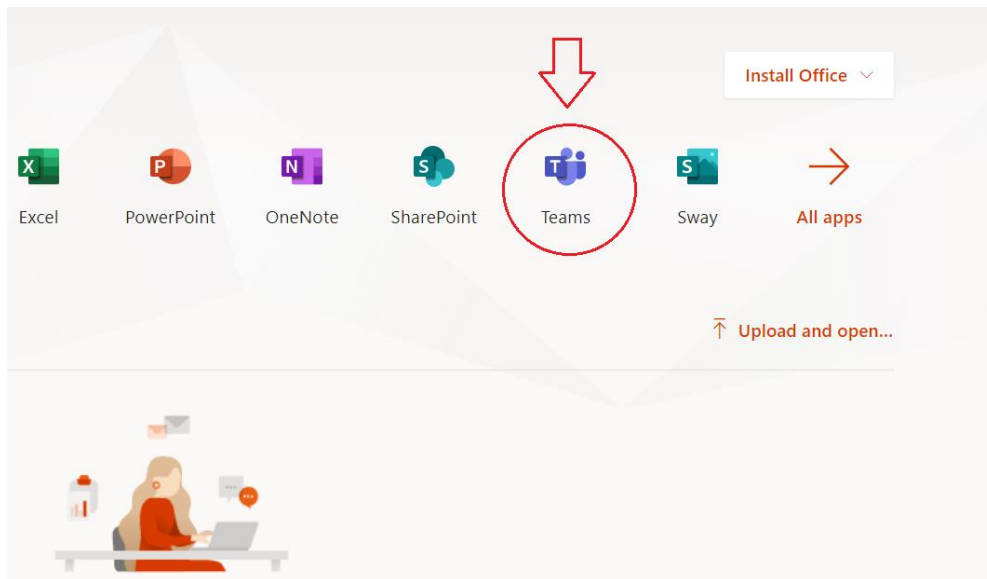 Install Office
X P N S T S
Excel PowerPoint OneNote SharePoint Teams Sway All apps
Upload and open...